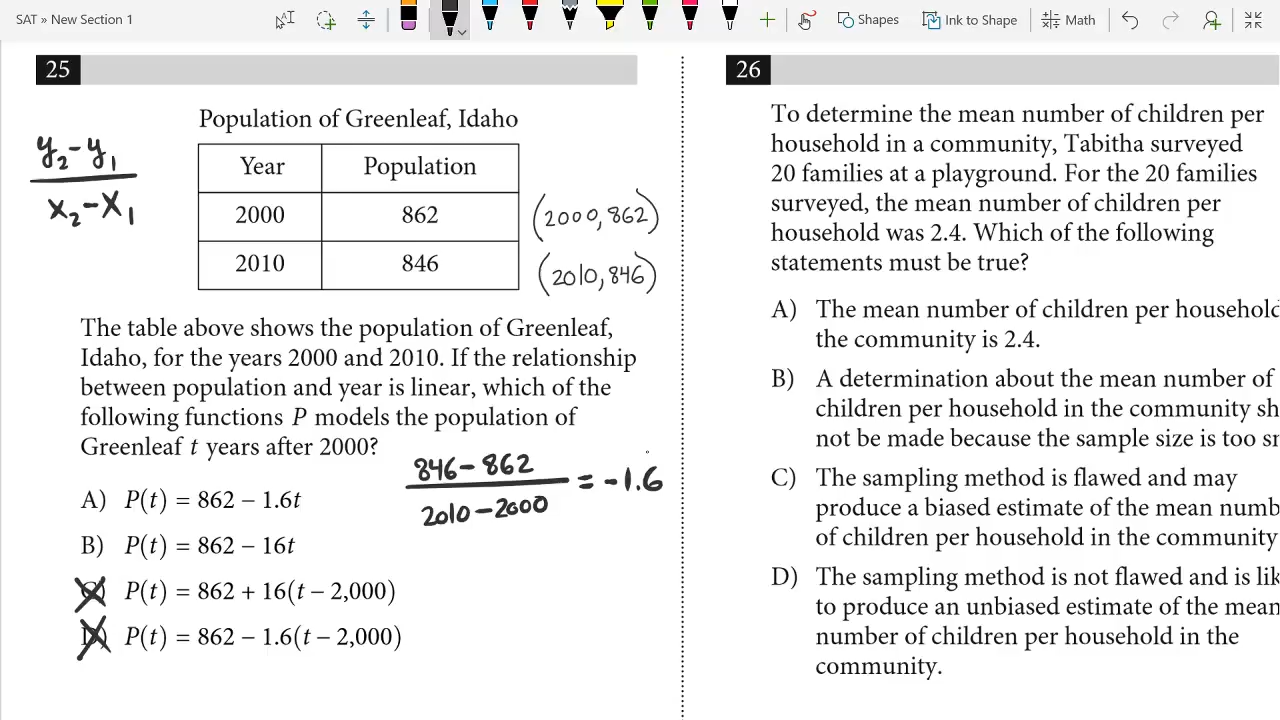 SAT » New Section 1
Shapes
Ink to Shape
Math
25
Population of Greenleaf, Idaho
Year Population
2000 862
2010 846
y₂ - y₁
x₂ - x₁
(2000, 862)
(2010, 846)
The table above shows the population of Greenleaf,
Idaho, for the years 2000 and 2010. If the relationship
between population and year is linear, which of the
following functions P models the population of
Greenleaf t years after 2000?
846 - 862
2010 - 2000
= -1.6
A) P(t) = 862 − 1.6t
B) P(t) = 862 − 16t
C) P(t) = 862 + 16(t − 2,000)
D) P(t) = 862 − 1.6(t − 2,000)
26
To determine the mean number of children per
household in a community, Tabitha surveyed
20 families at a playground. For the 20 families
surveyed, the mean number of children per
household was 2.4. Which of the following
statements must be true?
A) The mean number of children per household
the community is 2.4.
B) A determination about the mean number of
children per household in the community sh
not be made because the sample size is too sm
C) The sampling method is flawed and may
produce a biased estimate of the mean numb
of children per household in the community
D) The sampling method is not flawed and is lik
to produce an unbiased estimate of the mean
number of children per household in the
community.